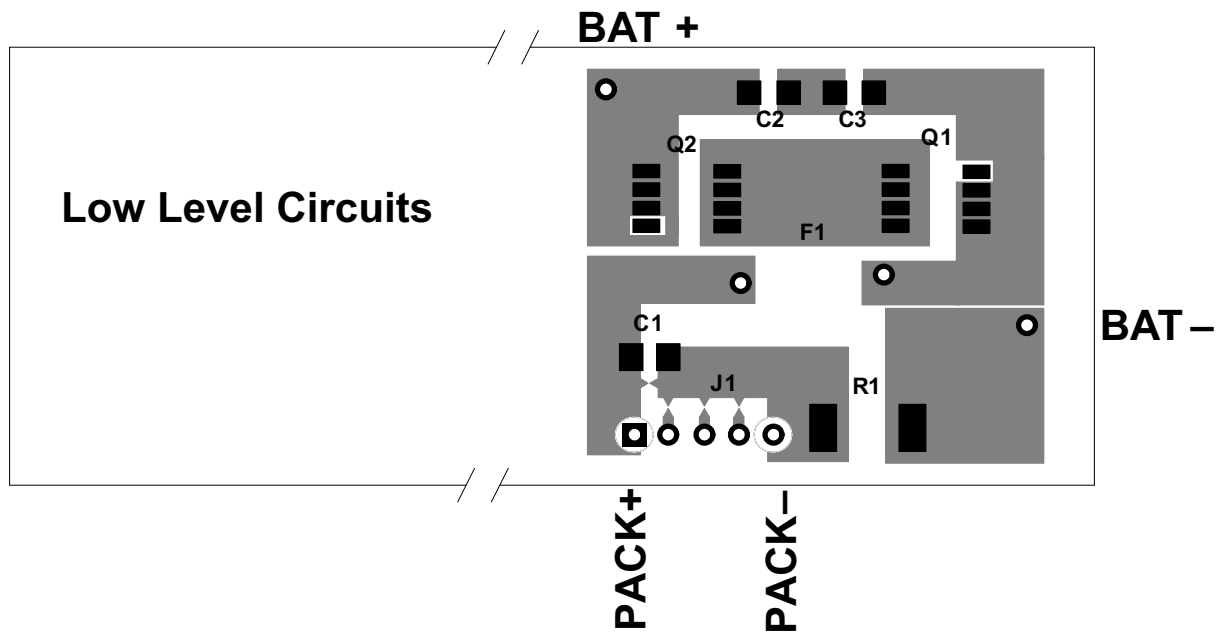 BAT +
C2
C3
Q2
Q1
Low Level Circuits
F1
C1
BAT –
J1
R1
PACK+
PACK–